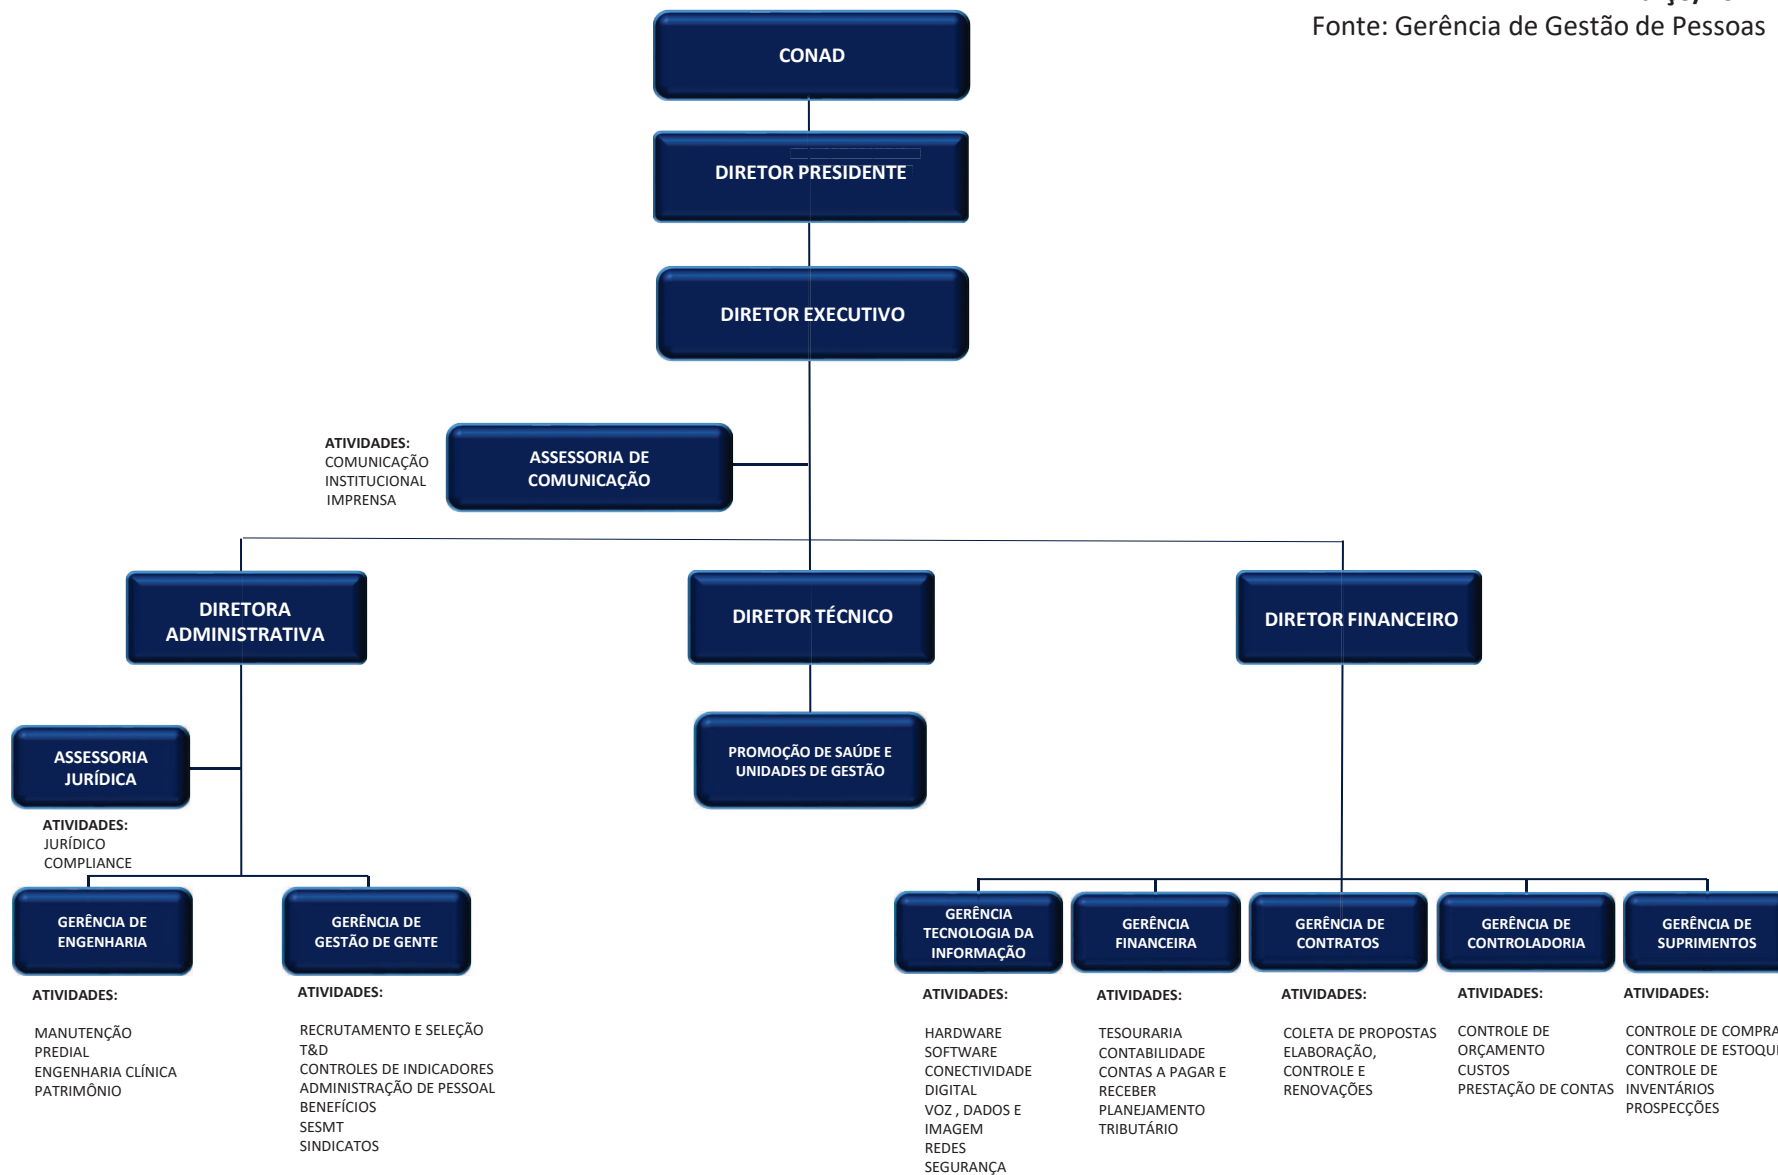 Fonte: Gerência de Gestão de Pessoas
CONAD
DIRETOR PRESIDENTE
DIRETOR EXECUTIVO
ATIVIDADES:
COMUNICAÇÃO
INSTITUCIONAL
IMPRENSA
ASSESSORIA DE
COMUNICAÇÃO
DIRETORA
ADMINISTRATIVA
DIRETOR TÉCNICO
DIRETOR FINANCEIRO
ASSESSORIA
JURÍDICA
ATIVIDADES:
JURÍDICO
COMPLIANCE
PROMOÇÃO DE SAÚDE E
UNIDADES DE GESTÃO
GERÊNCIA DE
ENGENHARIA
ATIVIDADES:
MANUTENÇÃO
PREDIAL
ENGENHARIA CLÍNICA
PATRIMÔNIO
GERÊNCIA DE
GESTÃO DE GENTE
ATIVIDADES:
RECRUTAMENTO E SELEÇÃO
T&D
CONTROLES DE INDICADORES
ADMINISTRAÇÃO DE PESSOAL
BENEFÍCIOS
SESMT
SINDICATOS
GERÊNCIA
TECNOLOGIA DA
INFORMAÇÃO
ATIVIDADES:
HARDWARE
SOFTWARE
CONECTIVIDADE
DIGITAL
VOZ , DADOS E
IMAGEM
REDES
SEGURANÇA
GERÊNCIA
FINANCEIRA
ATIVIDADES:
TESOURARIA
CONTABILIDADE
CONTAS A PAGAR E
RECEBER
PLANEJAMENTO
TRIBUTÁRIO
GERÊNCIA DE
CONTRATOS
ATIVIDADES:
COLETA DE PROPOSTAS
ELABORAÇÃO,
CONTROLE E
RENOVAÇÕES
GERÊNCIA DE
CONTROLADORIA
ATIVIDADES:
CONTROLE DE
ORÇAMENTO
CUSTOS
PRESTAÇÃO DE CONTAS
GERÊNCIA DE
SUPRIMENTOS
ATIVIDADES:
CONTROLE DE COMPRA
CONTROLE DE ESTOQUE
CONTROLE DE
INVENTÁRIOS
PROSPECÇÕES